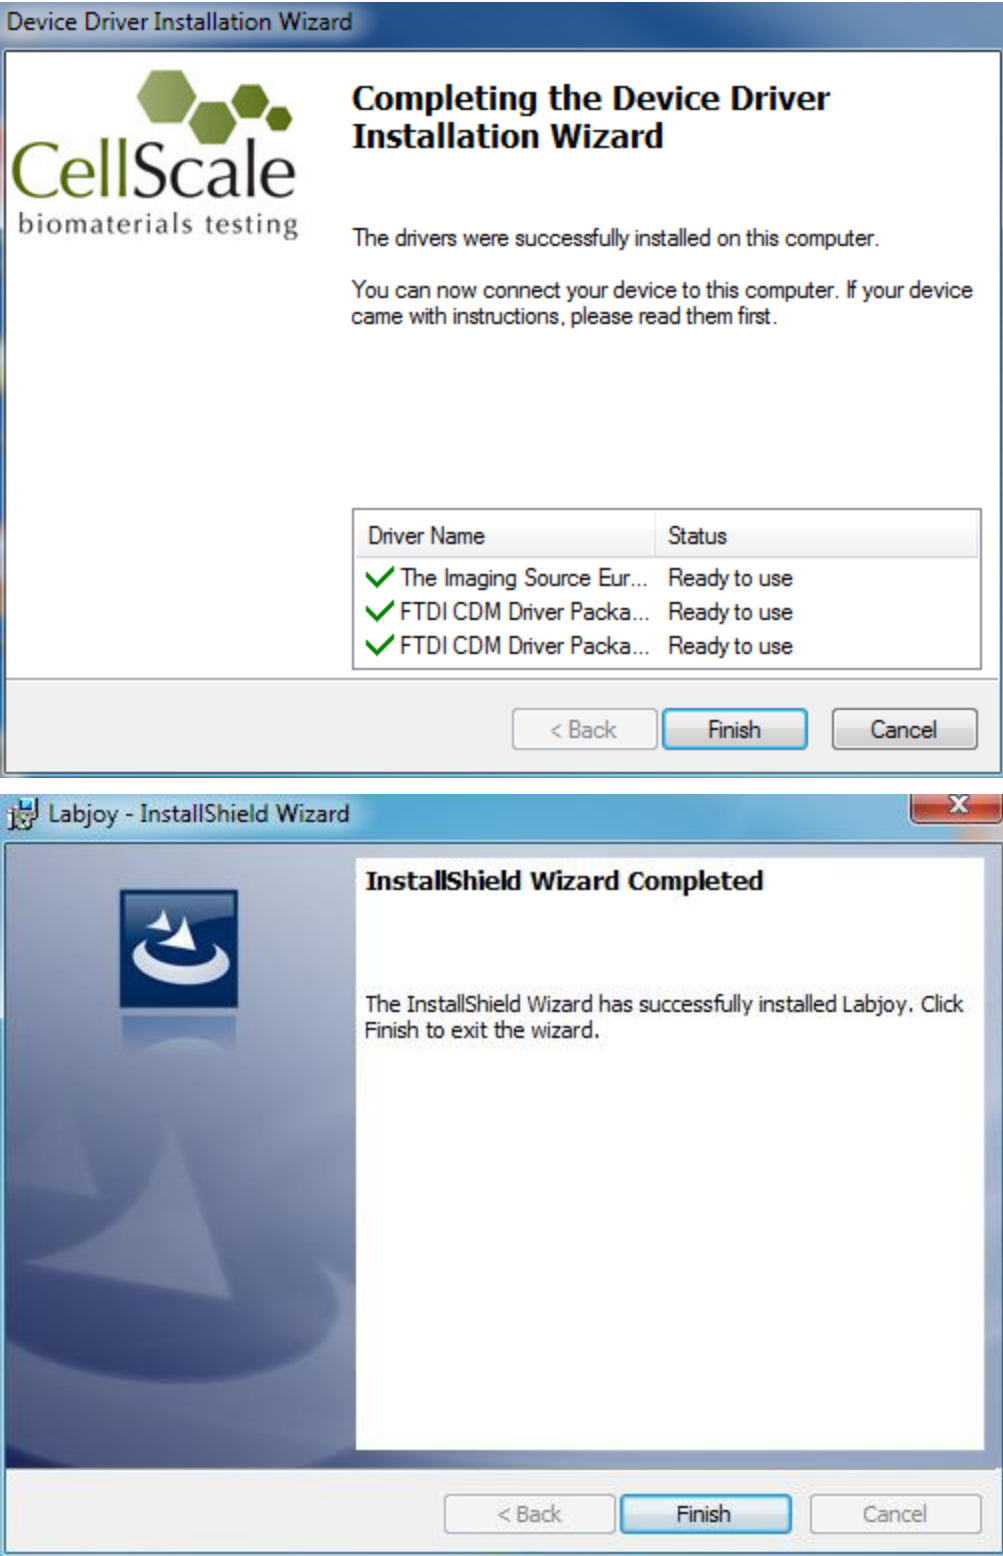 Device Driver Installation Wizard
CellScale
biomaterials testing
Completing the Device Driver
Installation Wizard
The drivers were successfully installed on this computer.
You can now connect your device to this computer. If your device
came with instructions, please read them first.
Driver Name Status
The Imaging Source Eur... Ready to use
FTDI CDM Driver Packa... Ready to use
FTDI CDM Driver Packa... Ready to use
< Back Finish Cancel
Labjoy - InstallShield Wizard
InstallShield Wizard Completed
The InstallShield Wizard has successfully installed Labjoy. Click
Finish to exit the wizard.
< Back Finish Cancel